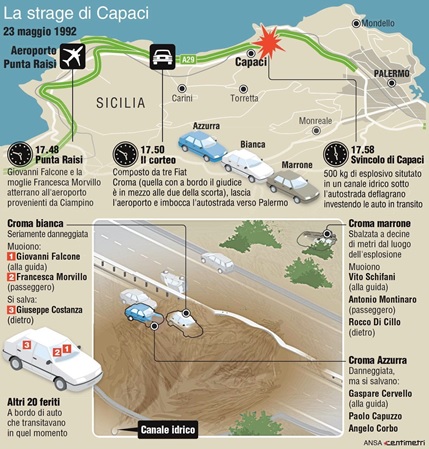 La strage di Capaci
23 maggio 1992
Aeroporto
Punta Raisi
A29
Capaci
Mondello
PALERMO
SICILIA
Carini
Torretta
Monreale
Azzurra
Bianca
Marrone
17.48
Punta Raisi
Giovanni Falcone e la
moglie Francesca Morvillo
atterrano all'aeroporto
provenienti da Ciampino
17.50
Il corteo
Composto da tre Fiat
Croma (quella con a bordo il giudice
è in mezzo alle due della scorta), lascia
l'aeroporto e imbocca l'autostrada verso Palermo
17.58
Svincolo di Capaci
500 kg di esplosivo situtato
in un canale idrico sotto
l'autostrada deflagrano
investendo le auto in transito
Croma bianca
Seriamente danneggiata
Muoiono:
1 Giovanni Falcone
(alla guida)
2 Francesca Morvillo
(passeggero)
Si salva:
3 Giuseppe Costanza
(dietro)
3
2
1
Altri 20 feriti
A bordo di auto
che transitavano
in quel momento
Canale idrico
Croma marrone
Sbalzata a decine
di metri dal luogo
dell'esplosione
Muoiono
Vito Schifani
(alla guida)
Antonio Montinaro
(passeggero)
Rocco Di Cillo
(dietro)
Croma Azzurra
Danneggiata,
ma si salvano:
Gaspare Cervello
(alla guida)
Paolo Capuzzo
Angelo Corbo
ANSA centimetri